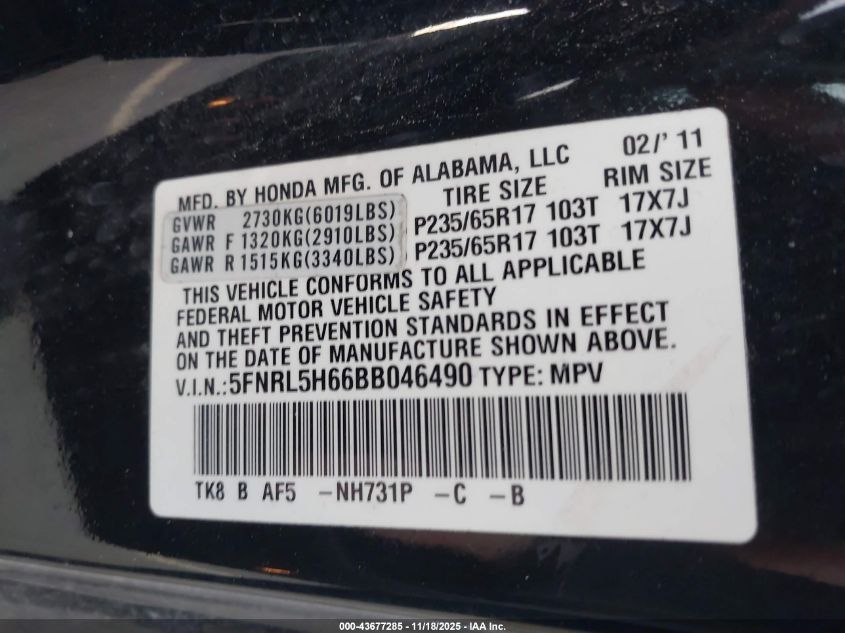 MFD. BY HONDA MFG. OF ALABAMA, LLC 02/' 11
TIRE SIZE RIM SIZE
GVWR 2730KG(6019LBS)
GAWR F 1320KG(2910LBS) P235/65R17 103T 17X7J
GAWR R 1515KG(3340LBS) P235/65R17 103T 17X7J
THIS VEHICLE CONFORMS TO ALL APPLICABLE
FEDERAL MOTOR VEHICLE SAFETY
AND THEFT PREVENTION STANDARDS IN EFFECT
ON THE DATE OF MANUFACTURE SHOWN ABOVE.
V.I.N.:5FNRL5H66BB046490 TYPE: MPV
TK8 B AF5 -NH731P -C -B
000-43677285 - 11/18/2025 - IAA Inc.